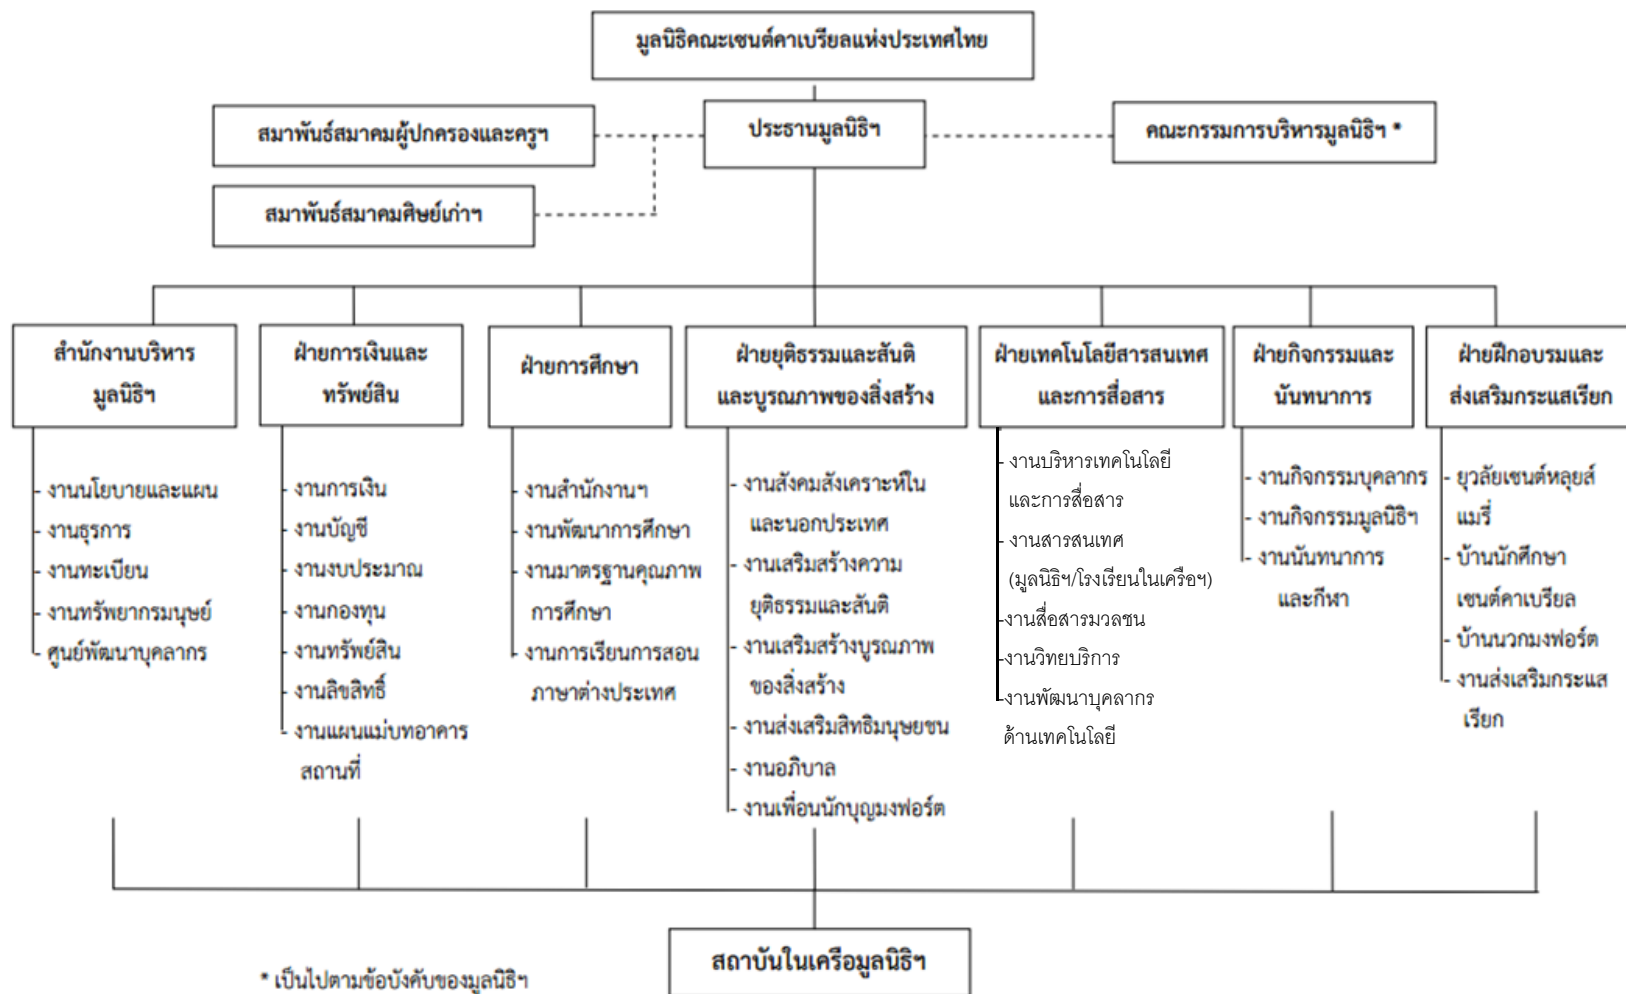 มูลนิธิคณะเซนต์คาเบรียลแห่งประเทศไทย
สมาพันธ์สมาคมผู้ปกครองและครูฯ
ประธานมูลนิธิฯ
คณะกรรมการบริหารมูลนิธิฯ *
สมาพันธ์สมาคมศิษย์เก่าฯ
สำนักงานบริหาร
มูลนิธิฯ
- งานนโยบายและแผน
- งานธุรการ
- งานทะเบียน
- งานทรัพยากรมนุษย์
- ศูนย์พัฒนาบุคลากร
ฝ่ายการเงินและ
ทรัพย์สิน
- งานการเงิน
- งานบัญชี
- งานงบประมาณ
- งานกองทุน
- งานทรัพย์สิน
- งานลิขสิทธิ์
- งานแผนแม่บทอาคาร
สถานที่
ฝ่ายการศึกษา
- งานสำนักงานฯ
- งานพัฒนาการศึกษา
- งานมาตรฐานคุณภาพ
การศึกษา
- งานการเรียนการสอน
ภาษาต่างประเทศ
ฝ่ายยุติธรรมและสันติ
และบูรณภาพของสิ่งสร้าง
- งานสังคมสังเคราะห์ใน
และนอกประเทศ
- งานเสริมสร้างความ
ยุติธรรมและสันติ
- งานเสริมสร้างบูรณภาพ
ของสิ่งสร้าง
- งานส่งเสริมสิทธิมนุษยชน
- งานอภิบาล
- งานเพื่อนนักบุญมงฟอร์ต
ฝ่ายเทคโนโลยีสารสนเทศ
และการสื่อสาร
- งานบริหารเทคโนโลยี
และการสื่อสาร
- งานสารสนเทศ
(มูลนิธิฯ/โรงเรียนในเครือฯ)
-งานสื่อสารมวลชน
-งานวิทยบริการ
-งานพัฒนาบุคลากร
ด้านเทคโนโลยี
ฝ่ายกิจกรรมและ
นันทนาการ
- งานกิจกรรมบุคลากร
- งานกิจกรรมมูลนิธิฯ
- งานนันทนาการ
และกีฬา
ฝ่ายฝึกอบรมและ
ส่งเสริมกระแสเรียก
- ยุวลัยเซนต์หลุยส์
แมรี่
- บ้านนักศึกษา
เซนต์คาเบรียล
- บ้านนวกมงฟอร์ต
- งานส่งเสริมกระแส
เรียก
สถาบันในเครือมูลนิธิฯ
* เป็นไปตามข้อบังคับของมูลนิธิฯ